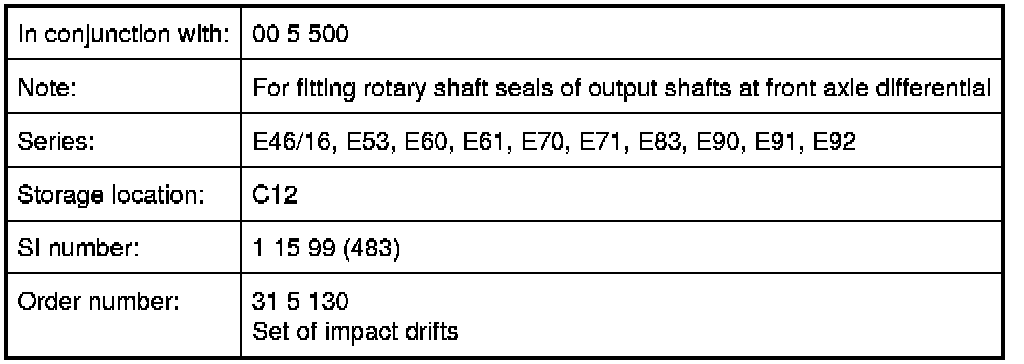 In conjunction with: 00 5 500
Note: For fitting rotary shaft seals of output shafts at front axle differential
Series: E46/16, E53, E60, E61, E70, E71, E83, E90, E91, E92
Storage location: C12
SI number: 1 15 99 (483)
Order number: 31 5 130
Set of impact drifts